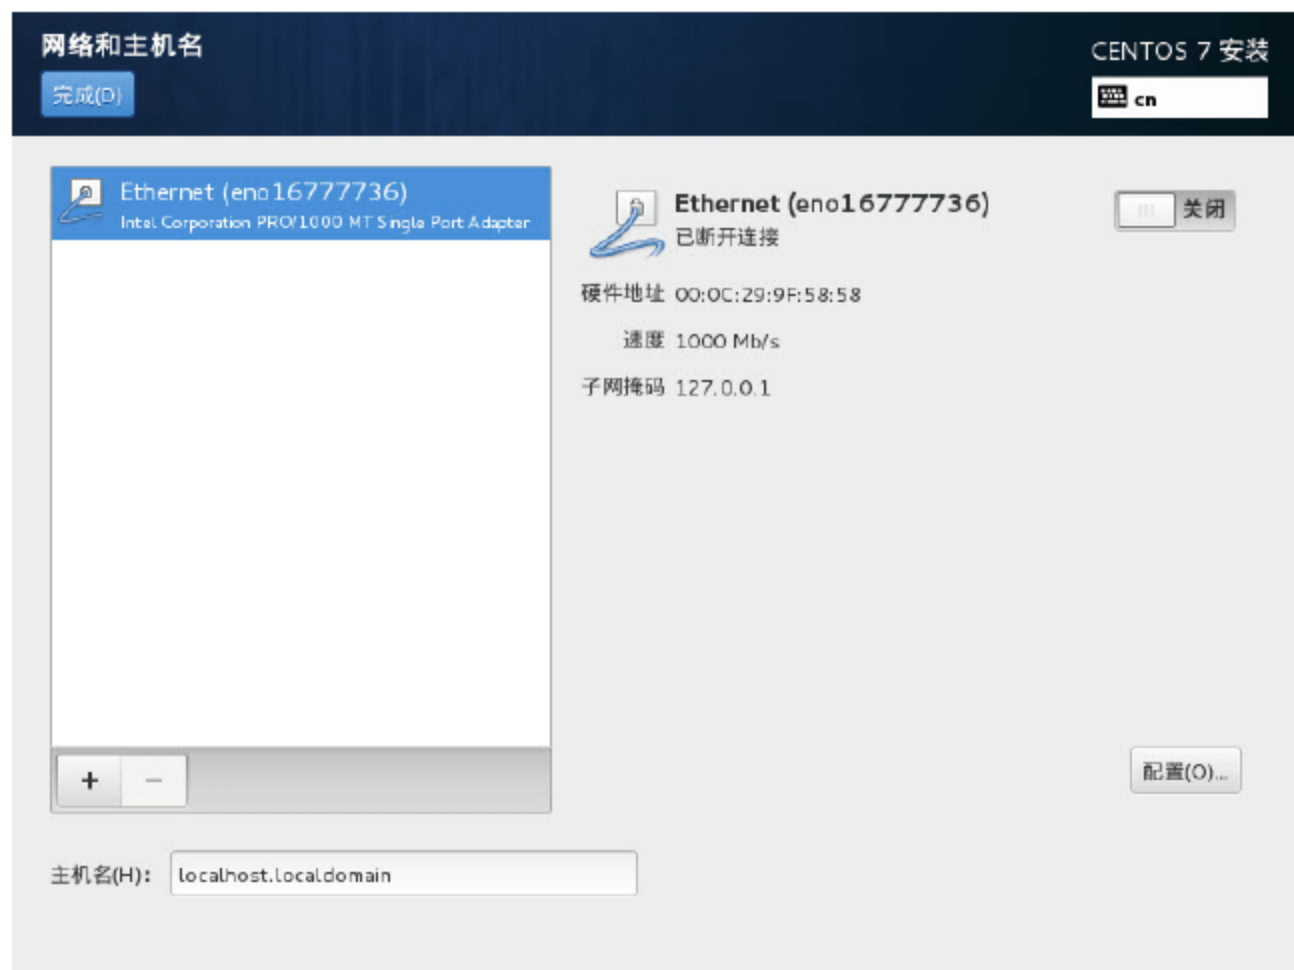 网络和主机名
完成(D)
CENTOS 7 安装
cn
Ethernet (eno16777736)
Intel Corporation PRO/1000 MT Single Port Adapter
Ethernet (eno16777736)
已断开连接
关闭
硬件地址 00:0C:29:9F:58:58
速度 1000 Mb/s
子网掩码 127.0.0.1
+ −
配置(O)...
主机名(H): localhost.localdomain